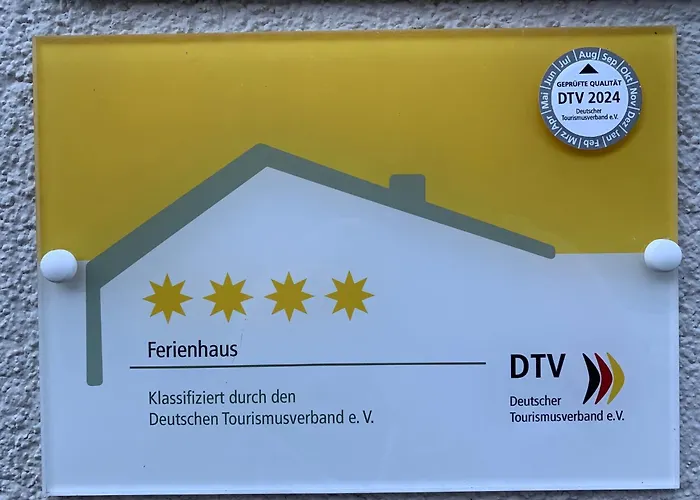 Jan Feb Mrz Apr Mai Jun Jul Aug Sep Okt Nov Dez
GEPRÜFTE QUALITÄT
DTV 2024
Deutscher
Tourismusverband e.V.
Ferienhaus
Klassifiziert durch den
Deutschen Tourismusverband e. V.
DTV
Deutscher
Tourismusverband e.V.